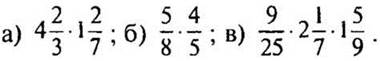 а) 4 2/3 · 1 2/7 ; б) 5/8 · 4/5 ; в) 9/25 · 2 1/7 · 1 5/9 .